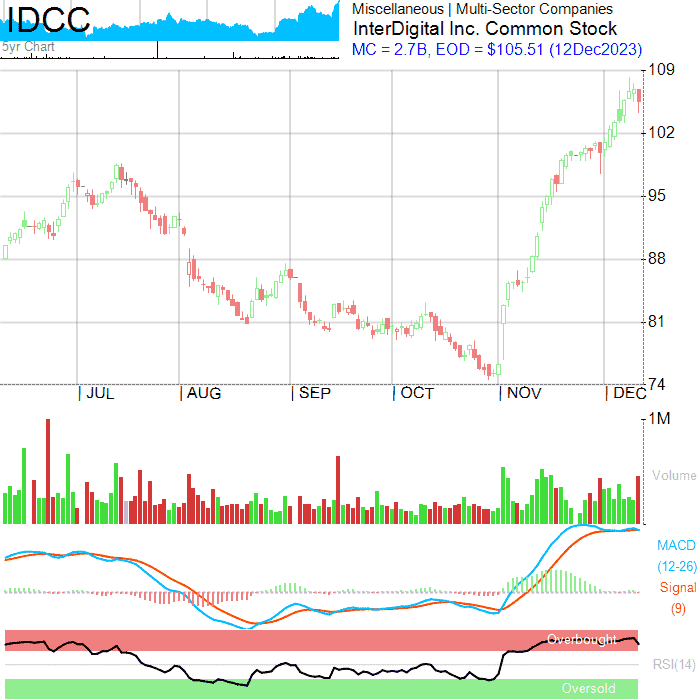 IDCC
5yr Chart
Miscellaneous | Multi-Sector Companies
InterDigital Inc. Common Stock
MC = 2.7B, EOD = $105.51 (12Dec2023)
109
102
95
88
81
74
| JUL | AUG | SEP | OCT | NOV | DEC
1M
Volume
MACD
(12-26)
Signal
(9)
Overbought
RSI(14)
Oversold